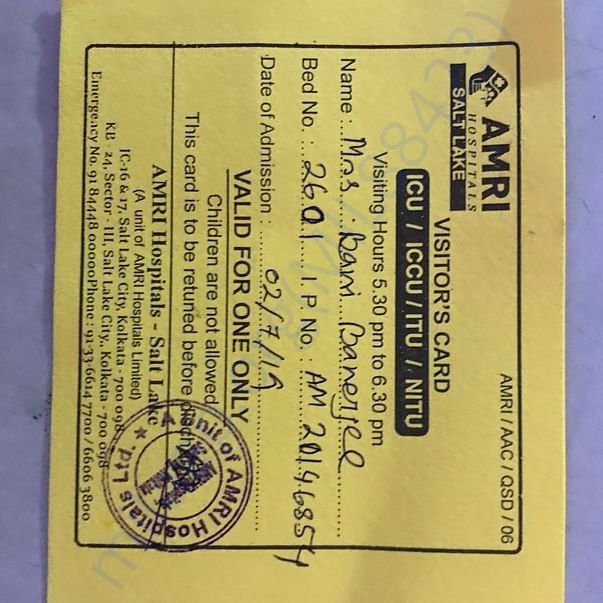 AMRI / AAC / QSD / 06
AMRI
HOSPITALS
SALT LAKE
VISITOR'S CARD
ICU / ICCU / ITU / NITU
Visiting Hours 5.30 pm to 6.30 pm
Name : Mrs Rani Banerjee
Bed No. : 2601 I. P. No. : AM 20146854
Date of Admission : 02/7/19
VALID FOR ONE ONLY
Children are not allowed
This card is to be retuned before
AMRI Hospitals - Salt Lake
(A unit of AMRI Hospitals Limited)
IC-16 & 17, Salt Lake City, Kolkata - 700 098
KB - 24, Sector - III, Salt Lake City,, Kolkata - 700 098
Emergency No. 91 84448 00000 Phone : 91-33-6614 7700 / 6606 3800
A Unit of AMRI Hospitals Ltd.